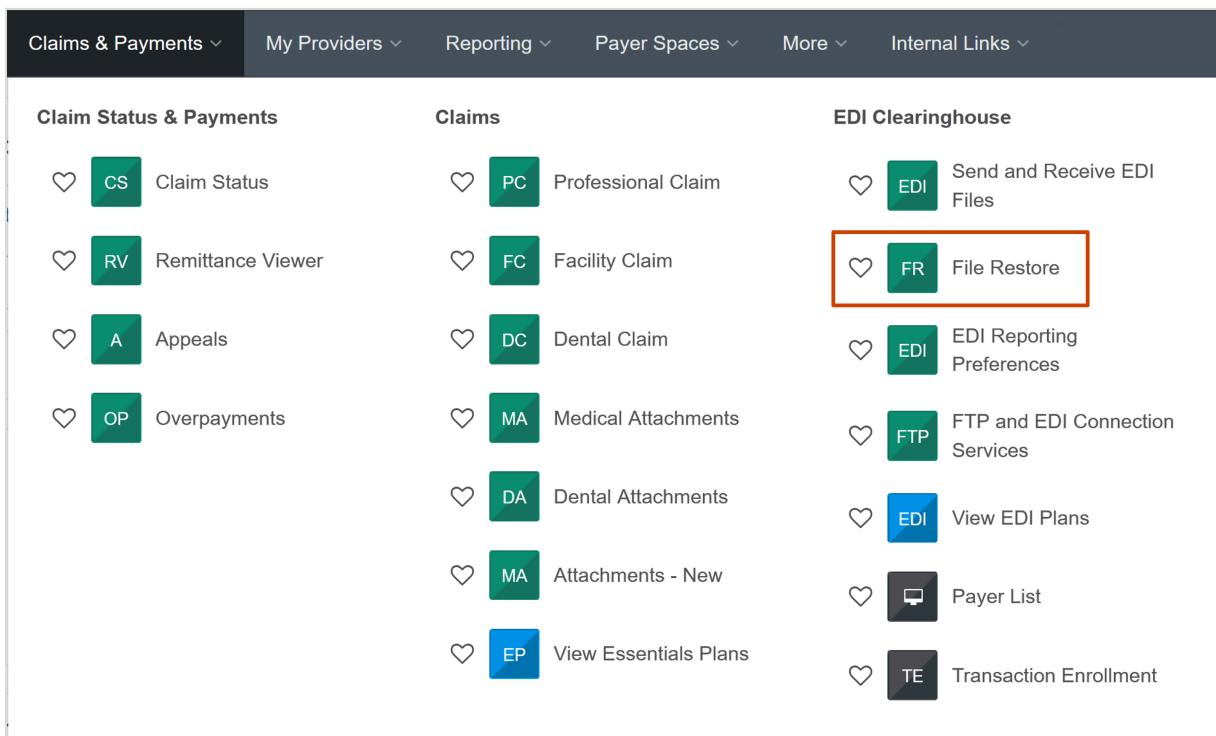 Claims & Payments
My Providers
Reporting
Payer Spaces
More
Internal Links
Claim Status & Payments
CS Claim Status
RV Remittance Viewer
A Appeals
OP Overpayments
Claims
PC Professional Claim
FC Facility Claim
DC Dental Claim
MA Medical Attachments
DA Dental Attachments
MA Attachments - New
EP View Essentials Plans
EDI Clearinghouse
EDI Send and Receive EDI
Files
FR File Restore
EDI EDI Reporting
Preferences
FTP FTP and EDI Connection
Services
EDI View EDI Plans
Payer List
TE Transaction Enrollment